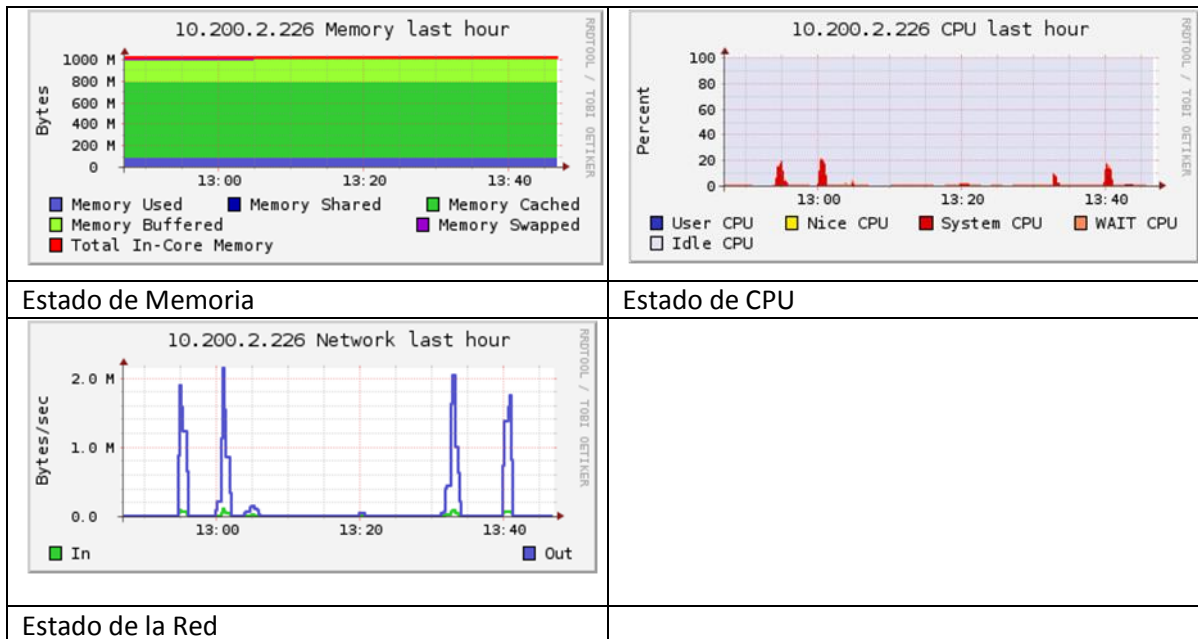 10.200.2.226 Memory last hour
Bytes
1000 M
800 M
600 M
400 M
200 M
0
13:00 13:20 13:40
Memory Used Memory Shared Memory Cached
Memory Buffered Memory Swapped
Total In-Core Memory
RRDTOOL / TOBI OETIKER
10.200.2.226 CPU last hour
Percent
100
80
60
40
20
0
13:00 13:20 13:40
User CPU Nice CPU System CPU WAIT CPU
Idle CPU
RRDTOOL / TOBI OETIKER
Estado de Memoria
Estado de CPU
10.200.2.226 Network last hour
Bytes/sec
2.0 M
1.0 M
0.0
13:00 13:20 13:40
In Out
RRDTOOL / TOBI OETIKER
Estado de la Red